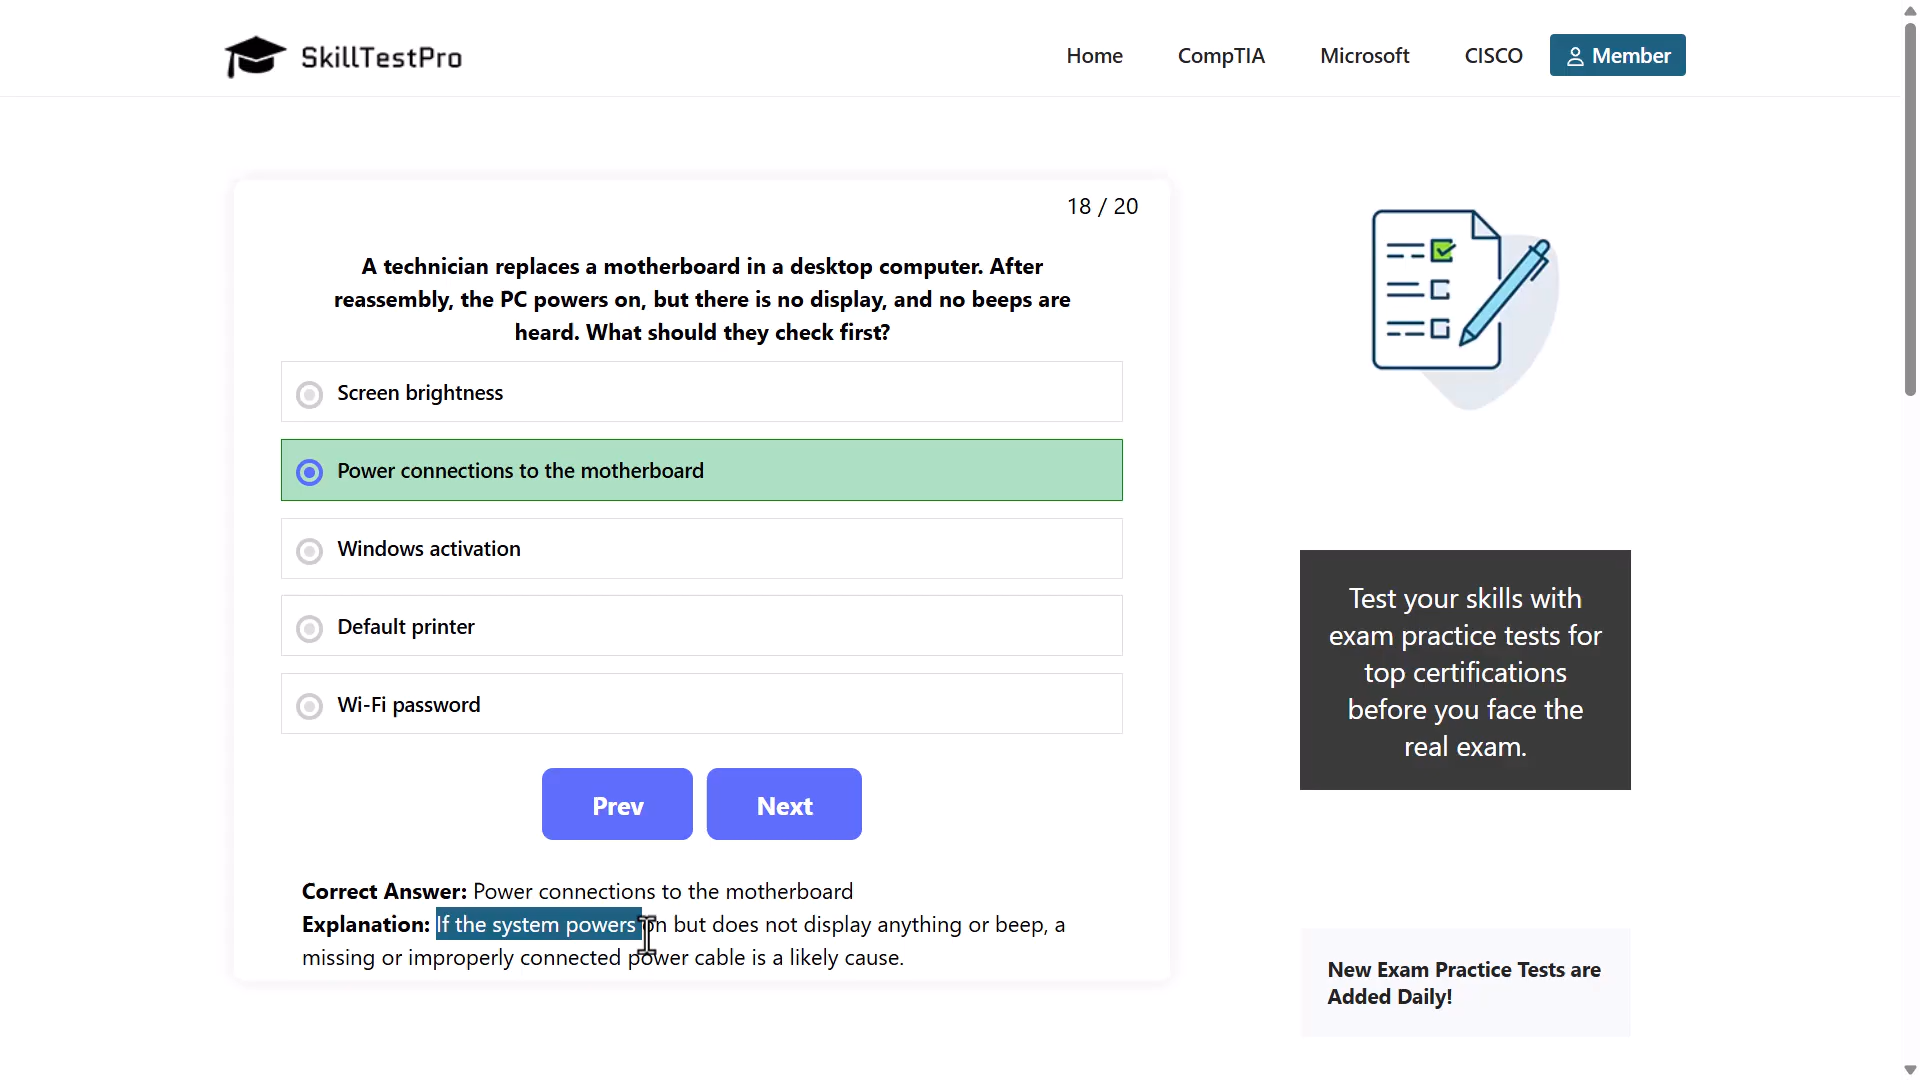 SkillTestPro
Home CompTIA Microsoft CISCO Member
18 / 20
A technician replaces a motherboard in a desktop computer. After
reassembly, the PC powers on, but there is no display, and no beeps are
heard. What should they check first?
Screen brightness
Power connections to the motherboard
Windows activation
Default printer
Wi-Fi password
Prev Next
Correct Answer: Power connections to the motherboard
Explanation: If the system powers on but does not display anything or beep, a
missing or improperly connected power cable is a likely cause.
Test your skills with
exam practice tests for
top certifications
before you face the
real exam.
New Exam Practice Tests are
Added Daily!